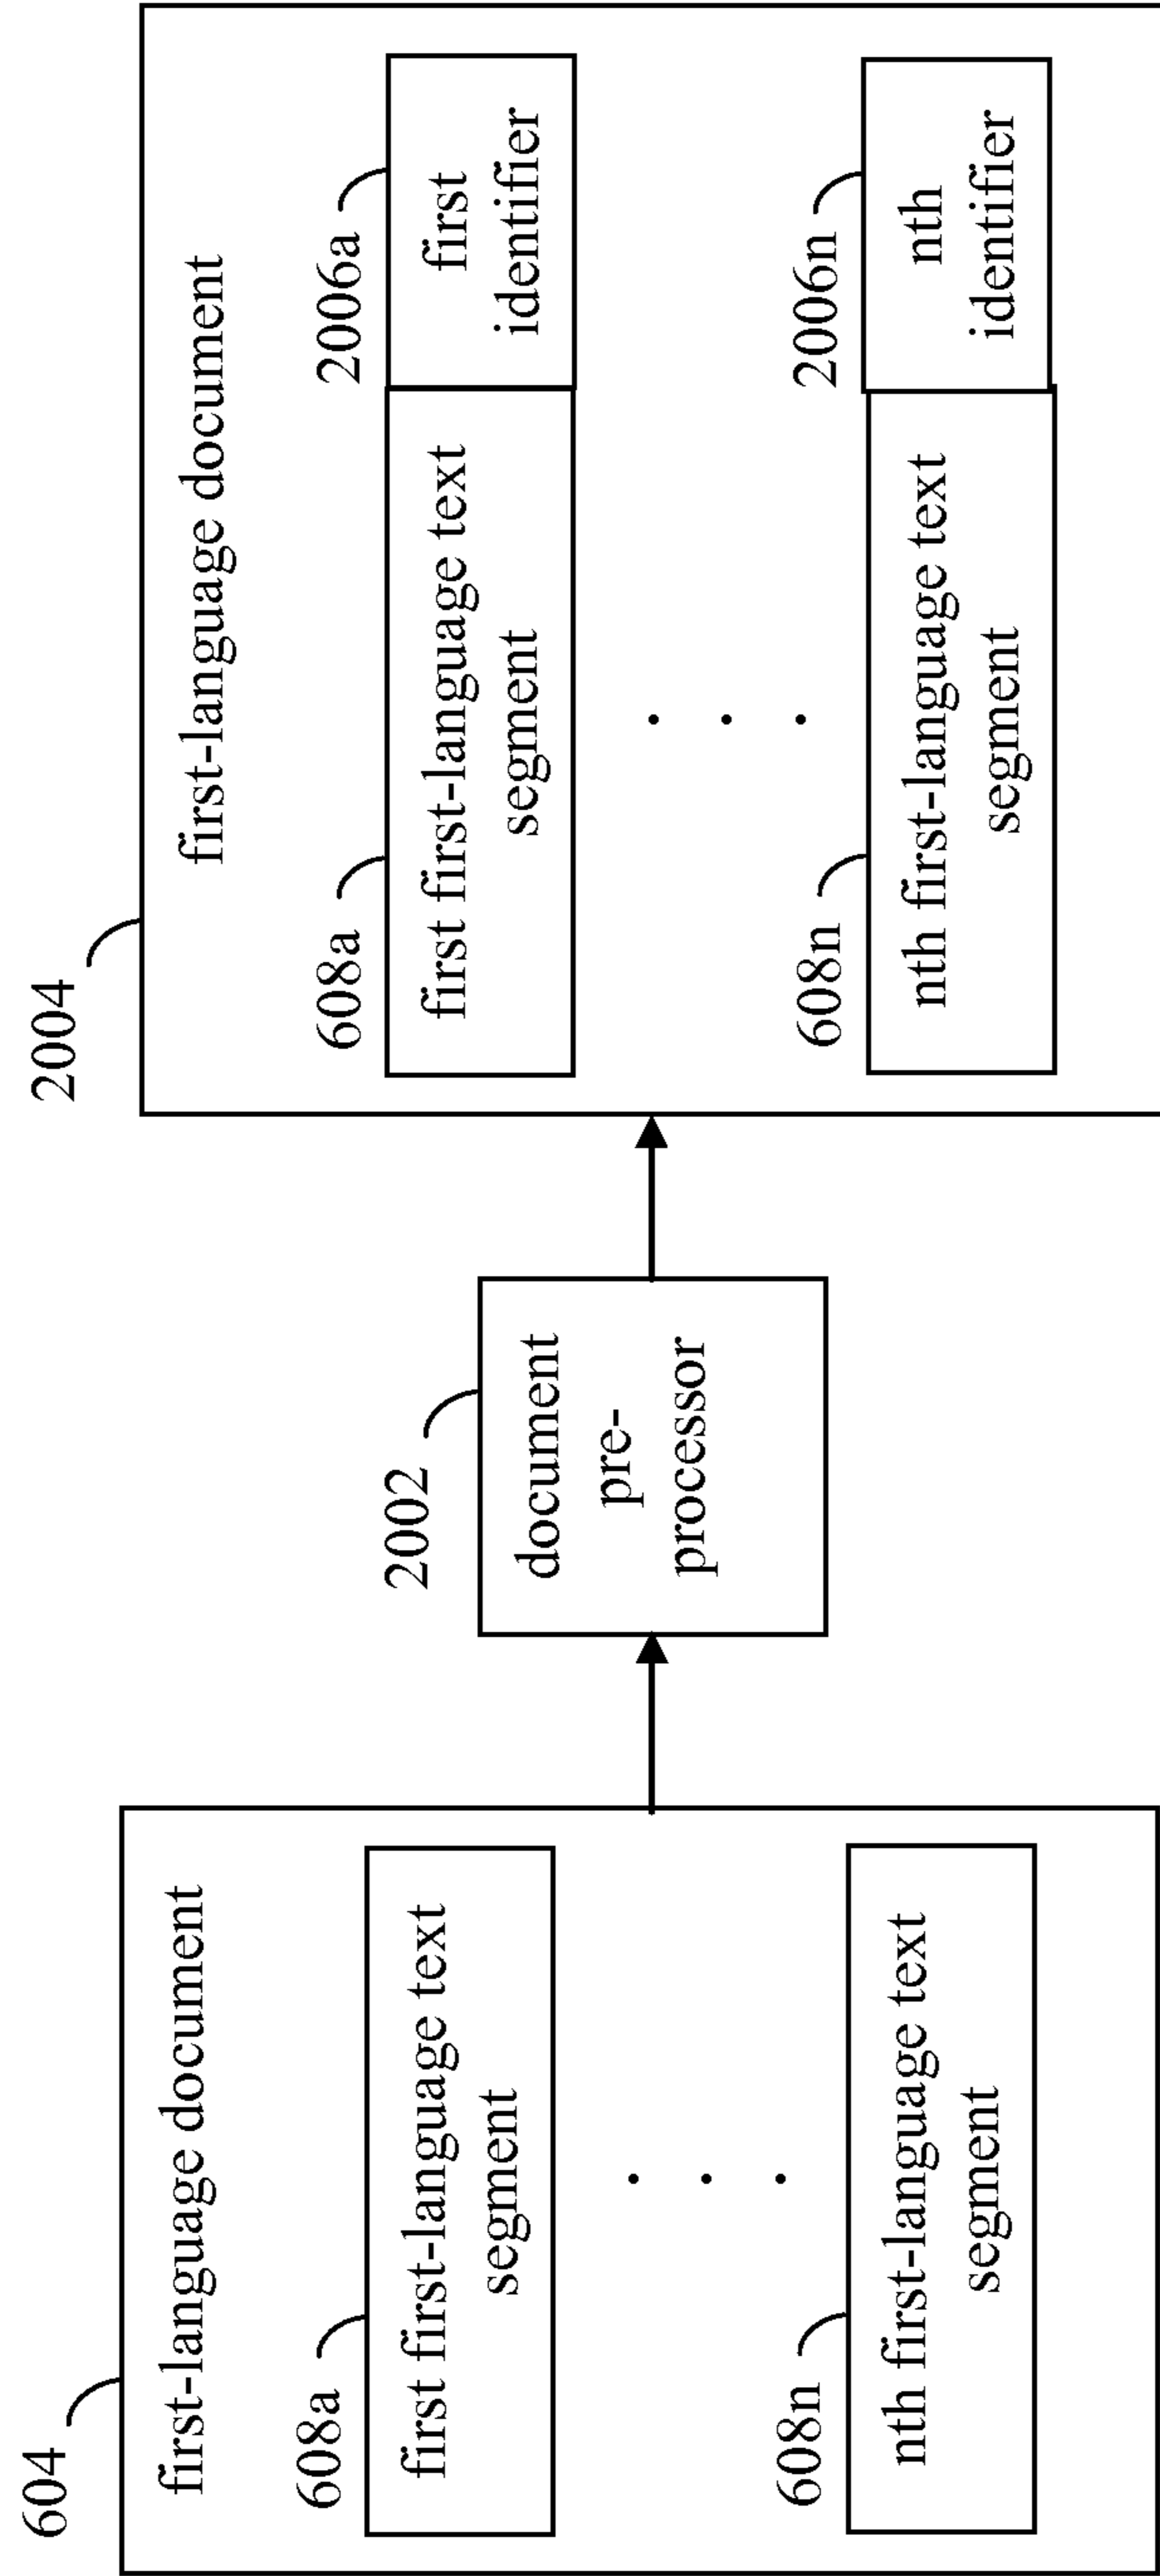 604
first-language document
608a
first first-language text
segment
. . .
608n
nth first-language text
segment
2002
document
pre-
processor
2004
first-language document
608a
first first-language text
segment
2006a
first
identifier
. . .
608n
nth first-language text
segment
2006n
nth
identifier